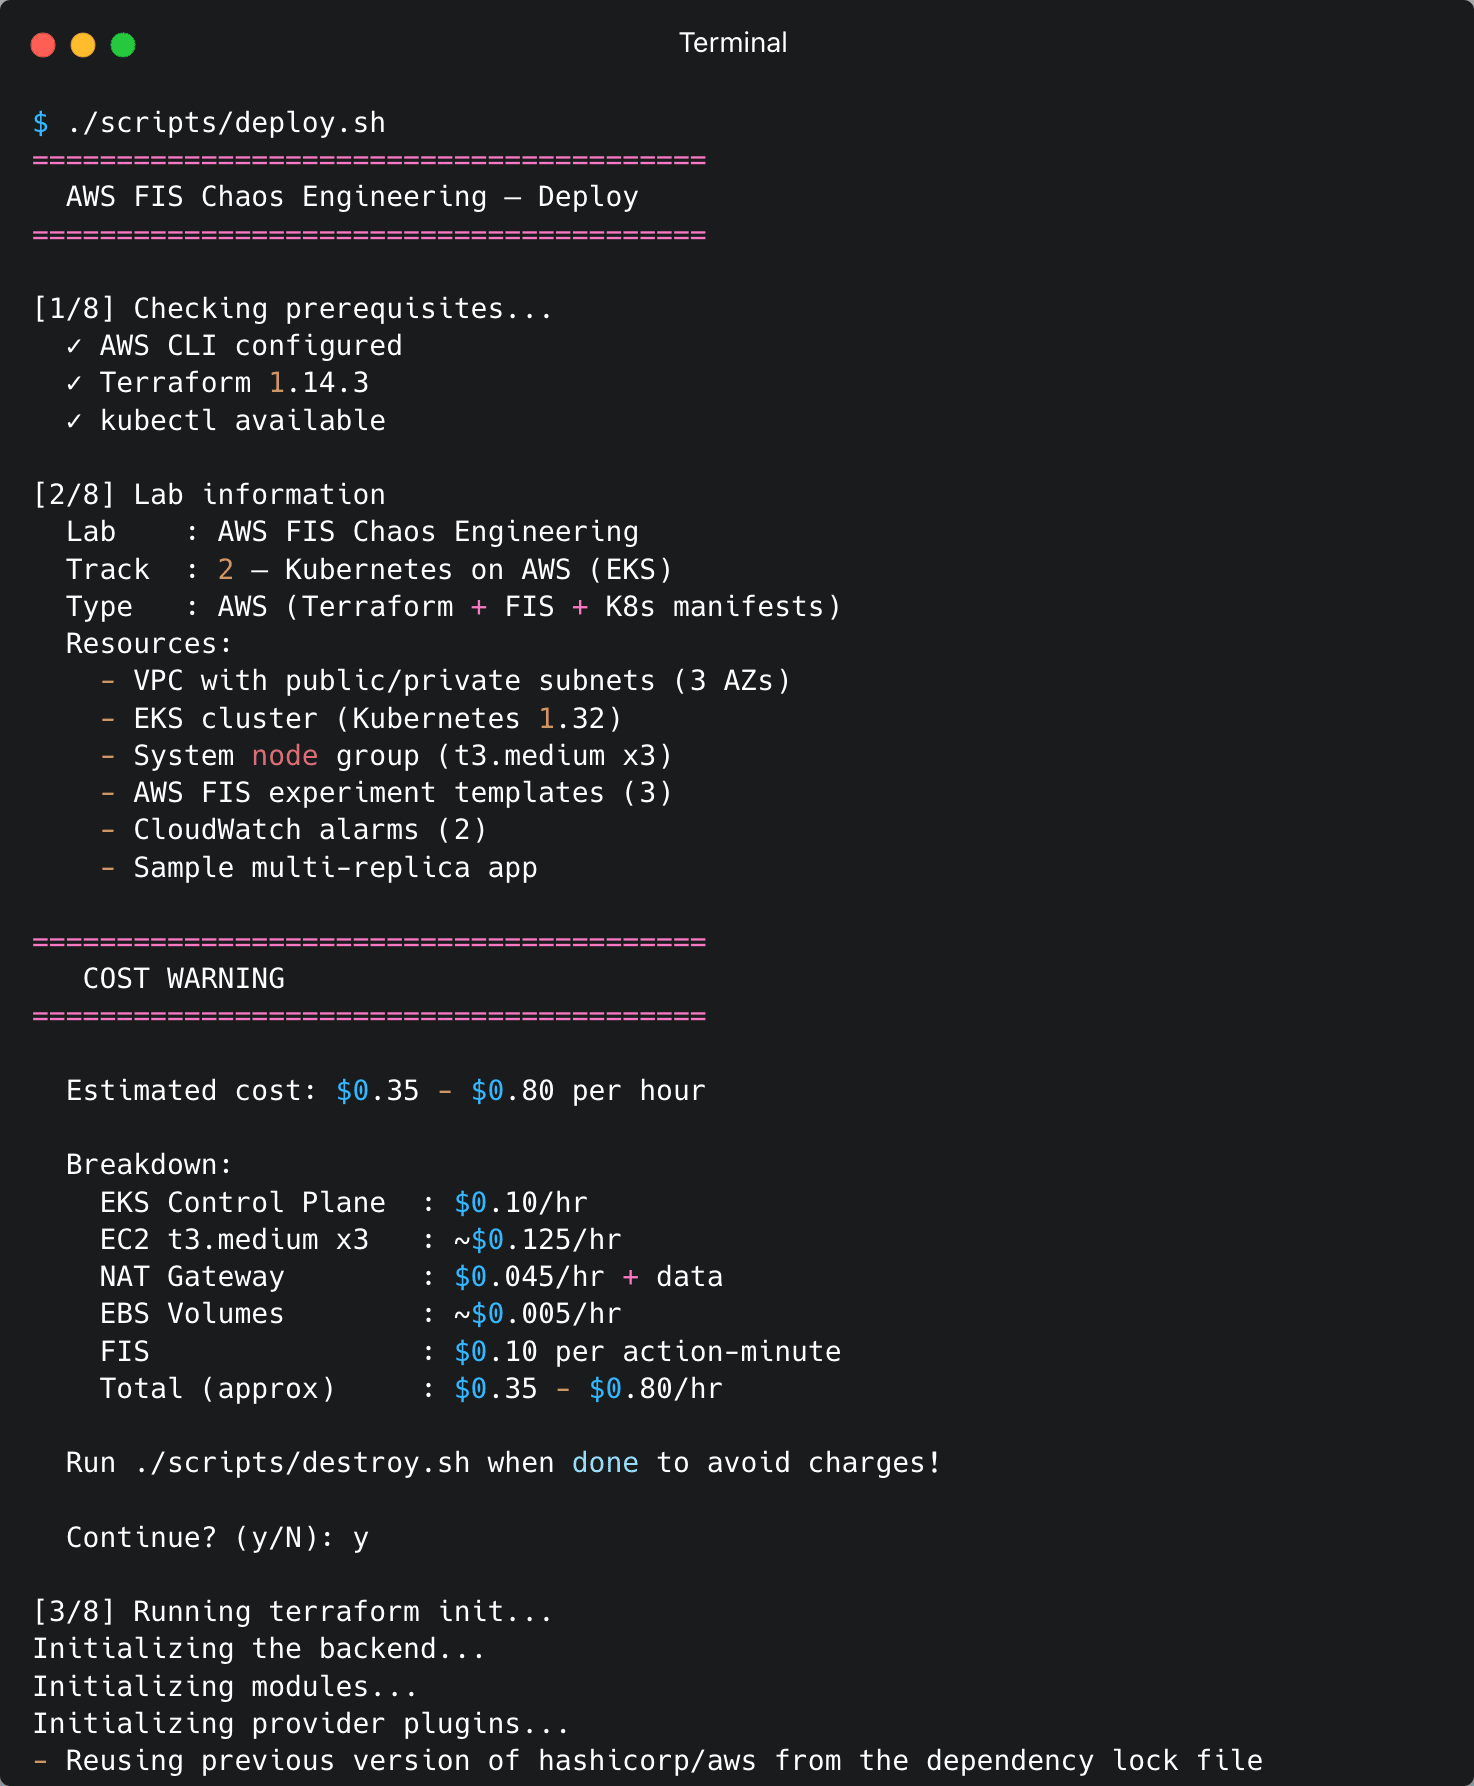 Terminal
$ ./scripts/deploy.sh
========================================
  AWS FIS Chaos Engineering — Deploy
========================================

[1/8] Checking prerequisites...
  ✓ AWS CLI configured
  ✓ Terraform 1.14.3
  ✓ kubectl available

[2/8] Lab information
  Lab    : AWS FIS Chaos Engineering
  Track  : 2 — Kubernetes on AWS (EKS)
  Type   : AWS (Terraform + FIS + K8s manifests)
  Resources:
    - VPC with public/private subnets (3 AZs)
    - EKS cluster (Kubernetes 1.32)
    - System node group (t3.medium x3)
    - AWS FIS experiment templates (3)
    - CloudWatch alarms (2)
    - Sample multi-replica app

========================================
   COST WARNING
========================================

  Estimated cost: $0.35 - $0.80 per hour

  Breakdown:
    EKS Control Plane  : $0.10/hr
    EC2 t3.medium x3   : ~$0.125/hr
    NAT Gateway        : $0.045/hr + data
    EBS Volumes        : ~$0.005/hr
    FIS                : $0.10 per action-minute
    Total (approx)     : $0.35 - $0.80/hr

  Run ./scripts/destroy.sh when done to avoid charges!

  Continue? (y/N): y

[3/8] Running terraform init...
Initializing the backend...
Initializing modules...
Initializing provider plugins...
- Reusing previous version of hashicorp/aws from the dependency lock file